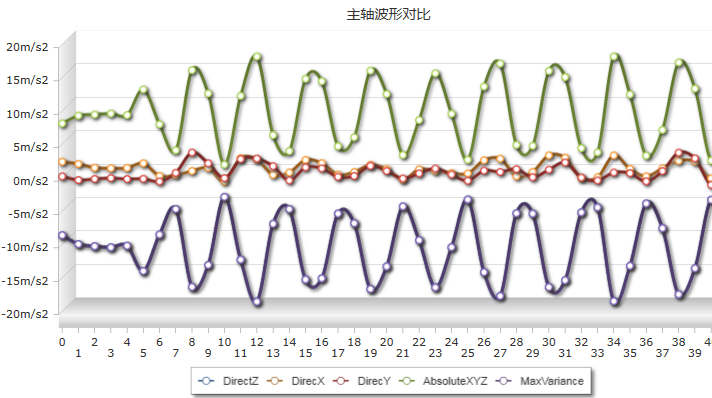 主轴波形对比
20m/s2
15m/s2
10m/s2
5m/s2
0m/s2
-5m/s2
-10m/s2
-15m/s2
-20m/s2
0 2 4 6 8 10 12 14 16 18 20 22 24 26 28 30 32 34 36 38
1 3 5 7 9 11 13 15 17 19 21 23 25 27 29 31 33 35 37 39
DirectZ DirecX DirecY AbsoluteXYZ MaxVariance